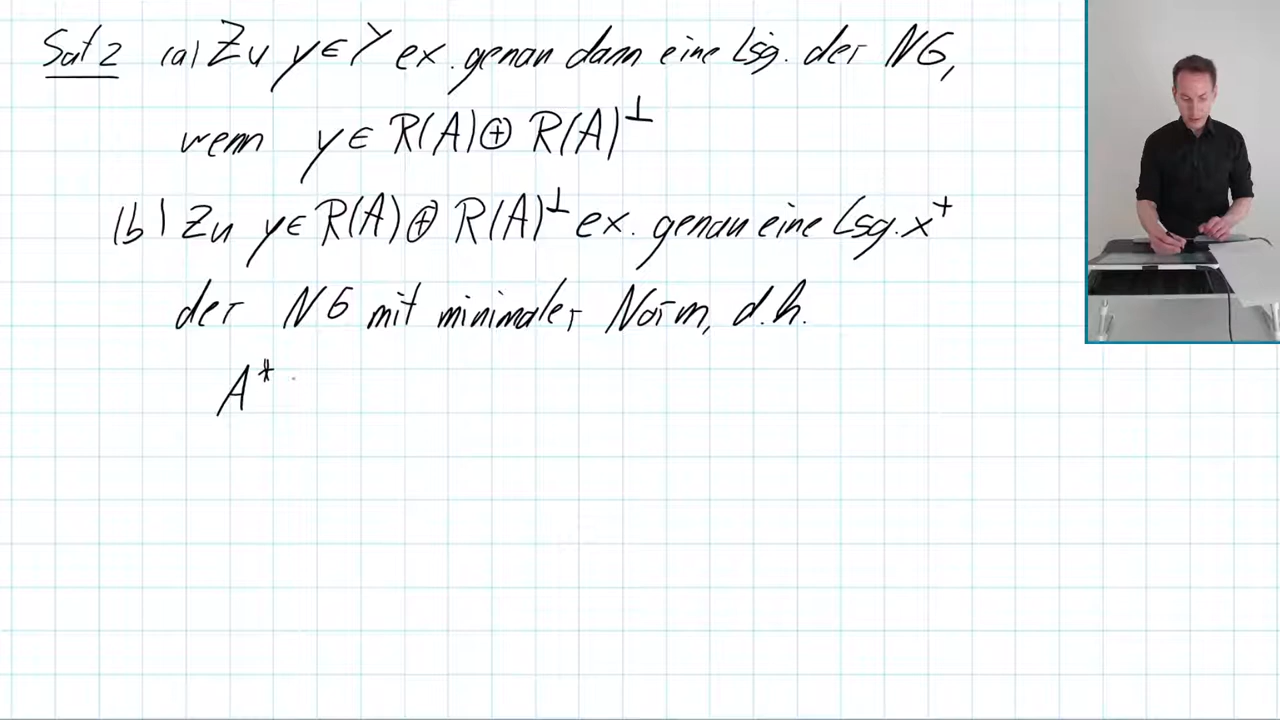 Satz (a) Zu y ∈ Y ex. genau dann eine Lsg. der NG,
wenn y ∈ R(A) ⊕ R(A)^⊥
(b) Zu y ∈ R(A) ⊕ R(A)^⊥ ex. genau eine Lsg. x^+
der NG mit minimaler Norm, d.h.
A^*